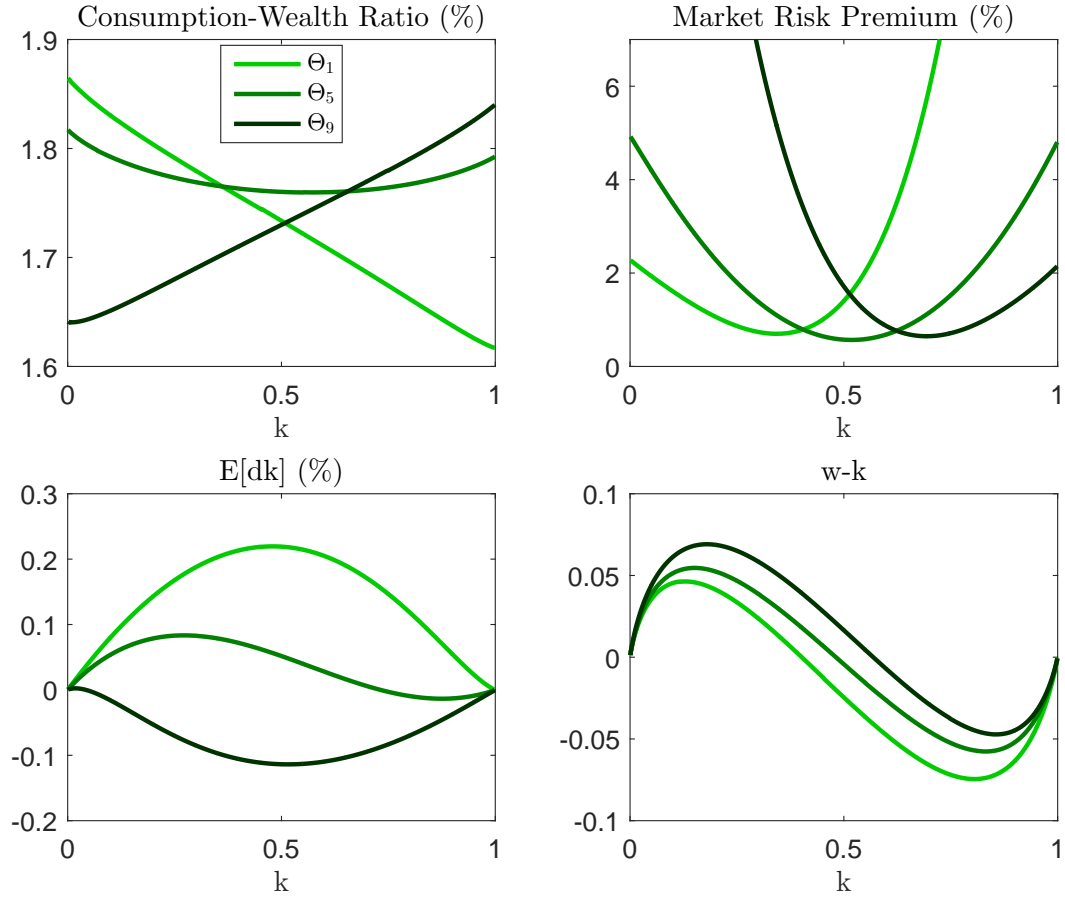 Consumption-Wealth Ratio (%)
1.9
1.8
1.7
1.6
0
0.5
1
k
Θ1
Θ5
Θ9
Market Risk Premium (%)
6
4
2
0
0
0.5
1
k
E[dk] (%)
0.3
0.2
0.1
0
-0.1
-0.2
0
0.5
1
k
w-k
0.1
0.05
0
-0.05
-0.1
0
0.5
1
k